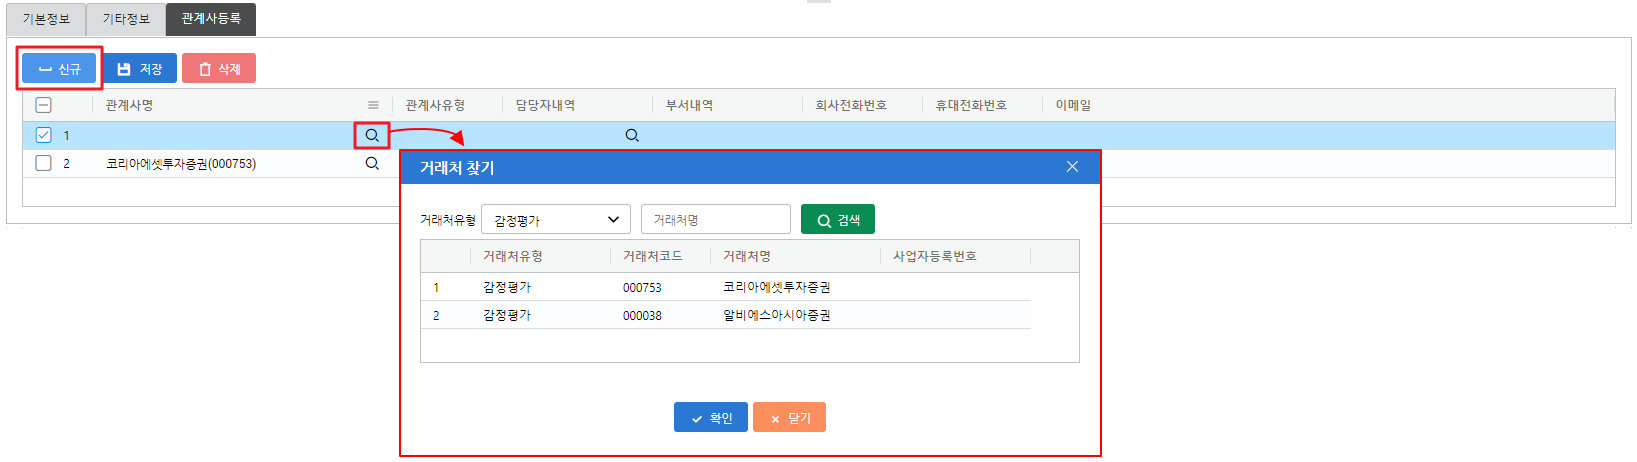 기본정보 기타정보 관계사등록
신규 저장 삭제
관계사명 관계사유형 담당자내역 부서내역 회사전화번호 휴대전화번호 이메일
1
2 코리아에셋투자증권(000753)
거래처 찾기
거래처유형 감정평가 거래처명 검색
거래처유형 거래처코드 거래처명 사업자등록번호
1 감정평가 000753 코리아에셋투자증권
2 감정평가 000038 알비에스아시아증권
확인 닫기